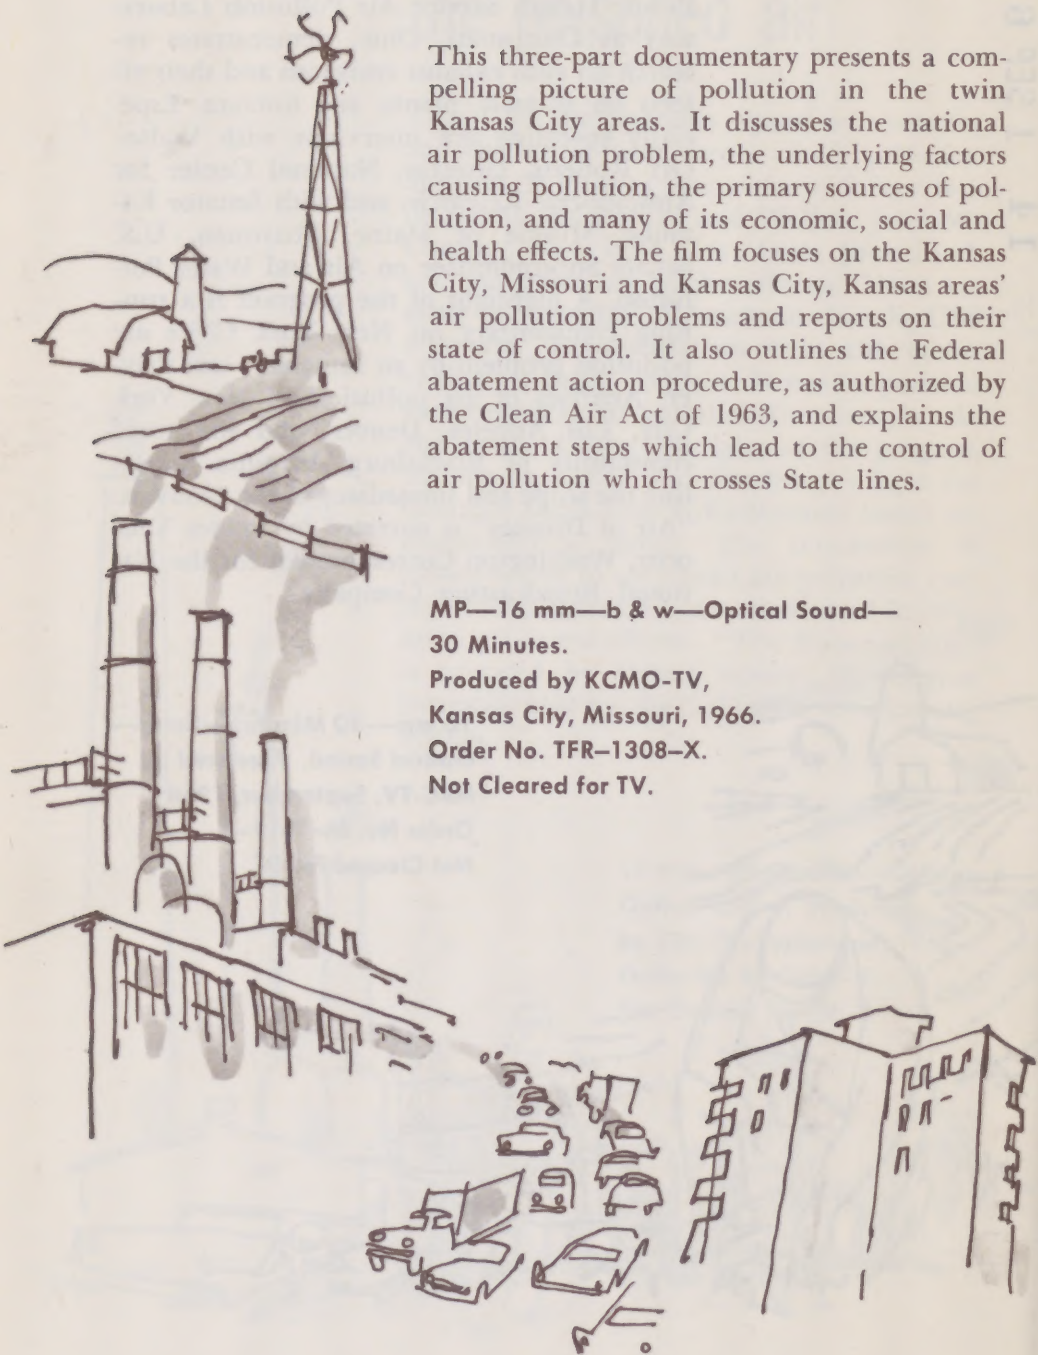 This three-part documentary presents a com-
pelling picture of pollution in the twin
Kansas City areas. It discusses the national
air pollution problem, the underlying factors
causing pollution, the primary sources of pol-
lution, and many of its economic, social and
health effects. The film focuses on the Kansas
City, Missouri and Kansas City, Kansas areas'
air pollution problems and reports on their
state of control. It also outlines the Federal
abatement action procedure, as authorized by
the Clean Air Act of 1963, and explains the
abatement steps which lead to the control of
air pollution which crosses State lines.
MP—16 mm—b & w—Optical Sound—
30 Minutes.
Produced by KCMO-TV,
Kansas City, Missouri, 1966.
Order No. TFR–1308–X.
Not Cleared for TV.